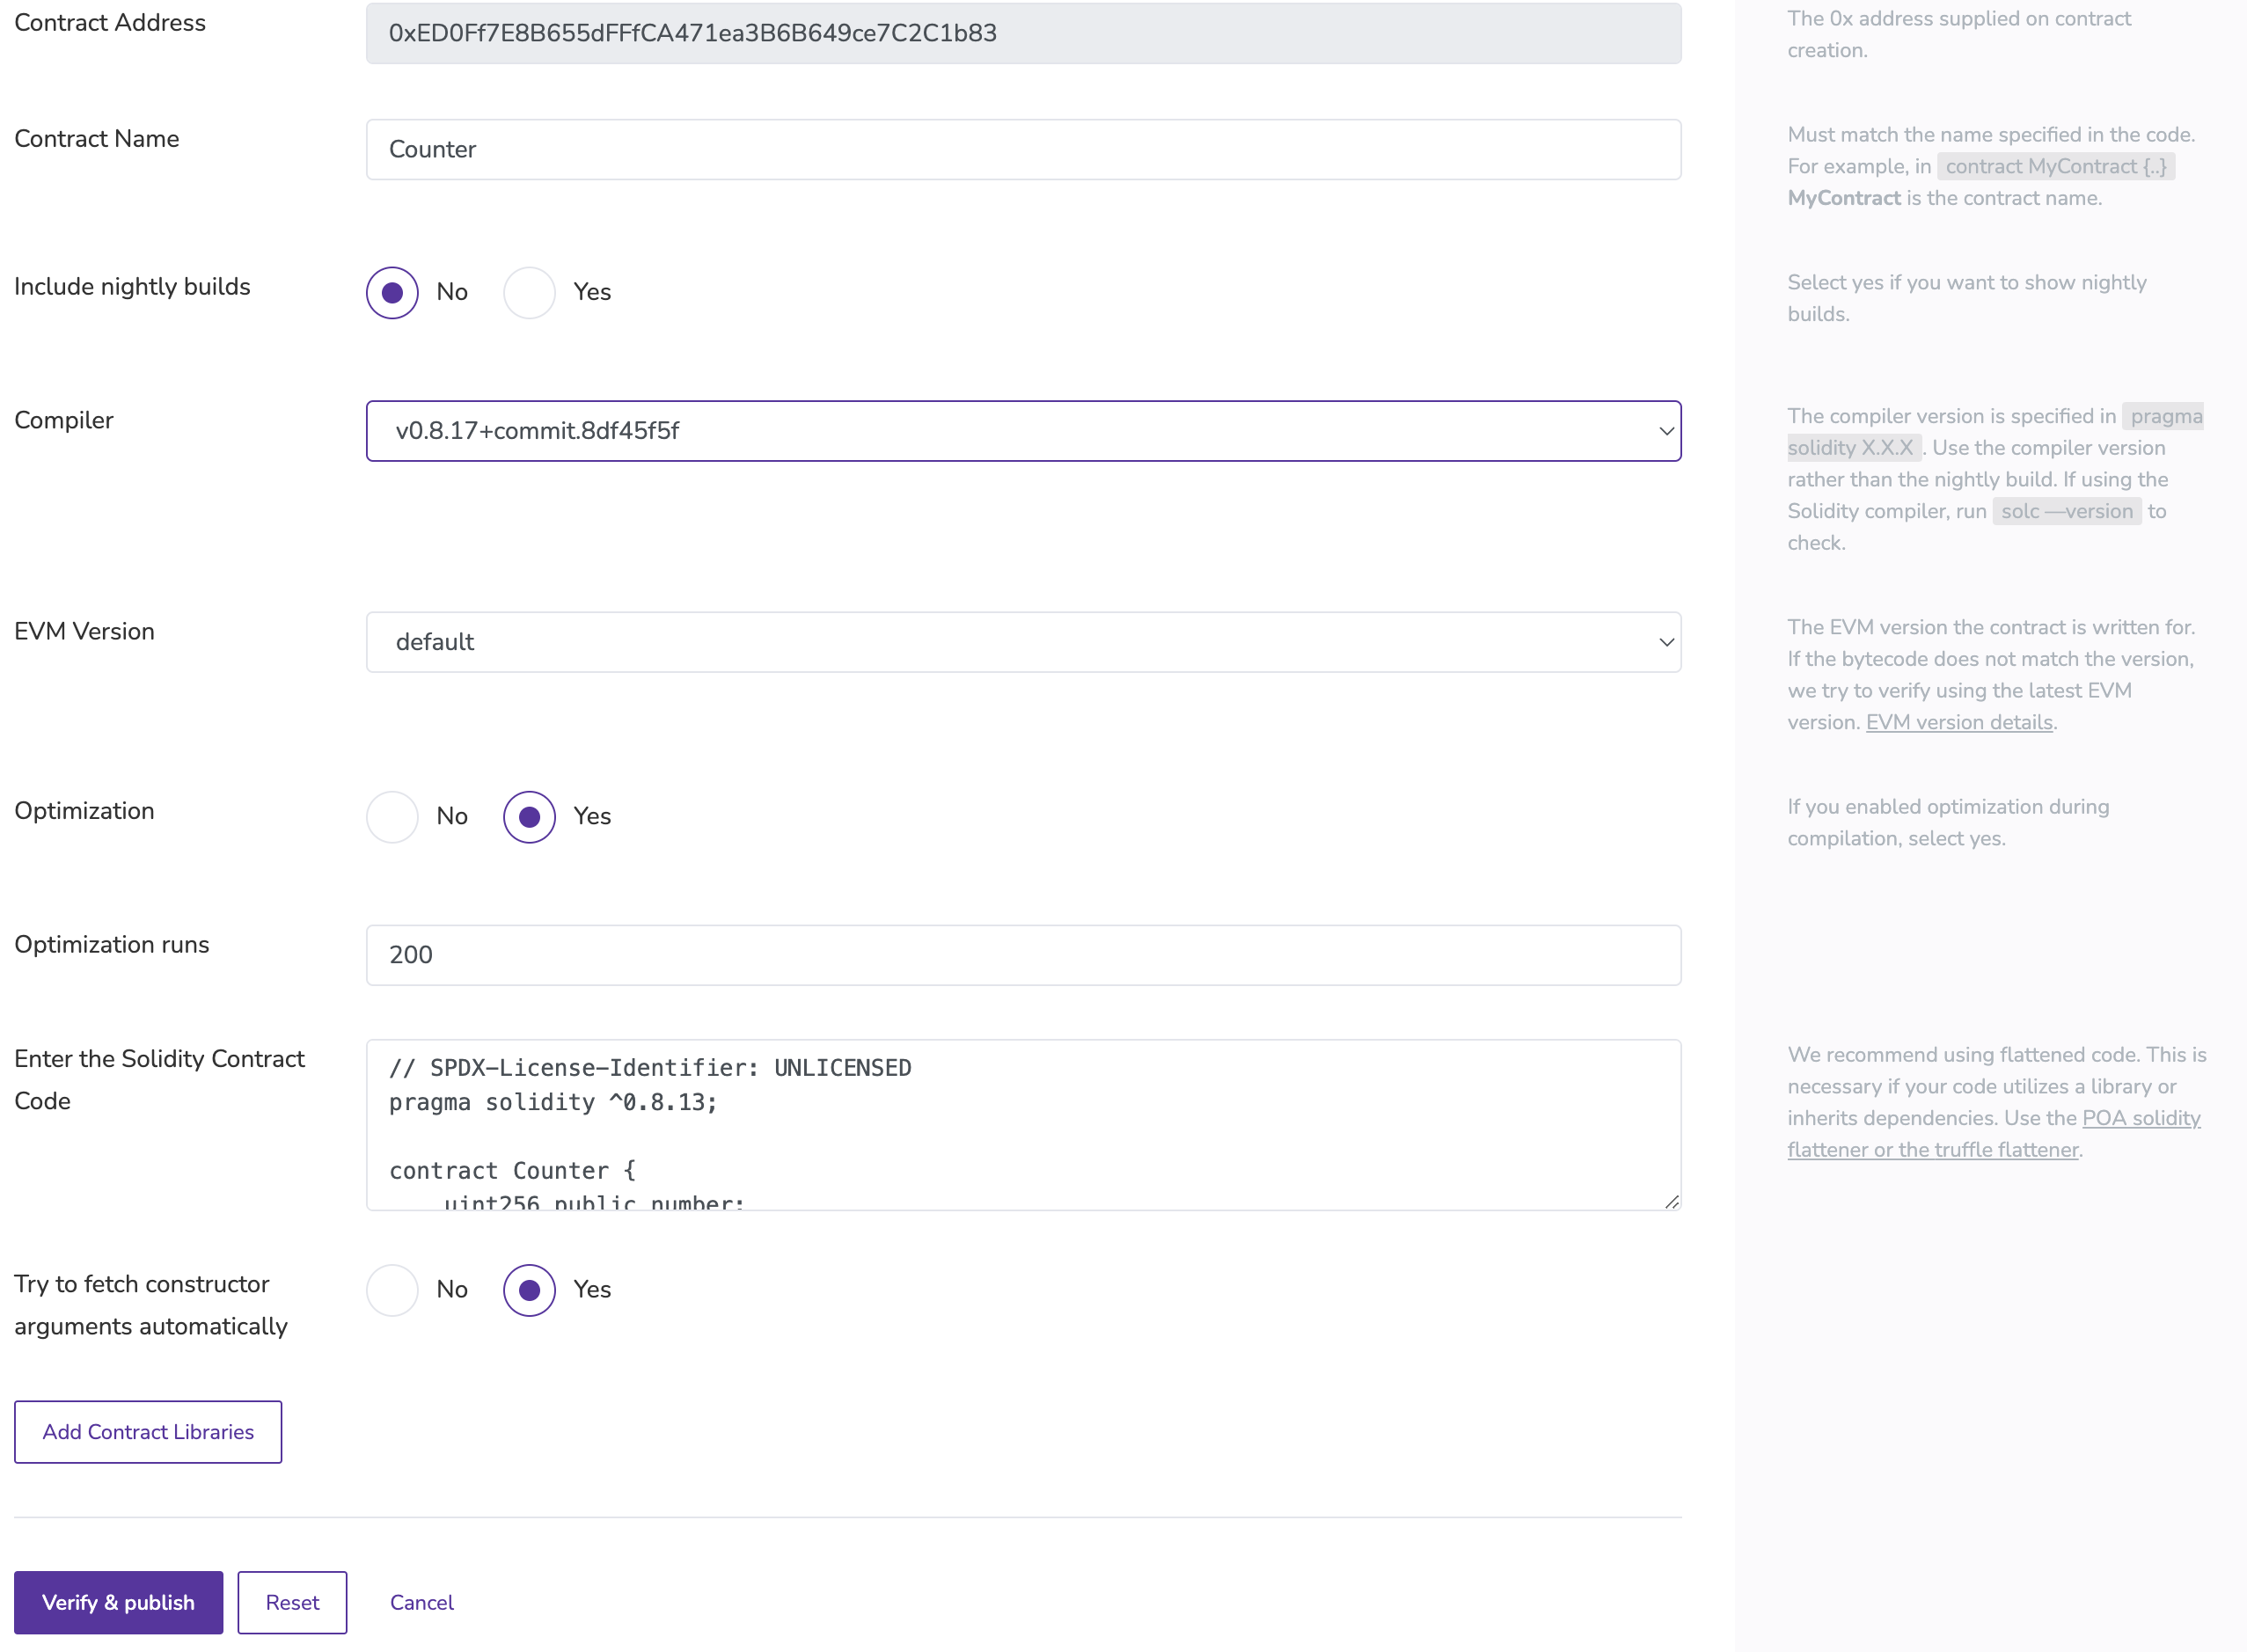 Contract Address
0xED0Ff7E8B655dFFfCA471ea3B6B649ce7C2C1b83
The 0x address supplied on contract
creation.
Contract Name
Counter
Must match the name specified in the code.
For example, in contract MyContract {..}
MyContract is the contract name.
Include nightly builds
No
Yes
Select yes if you want to show nightly
builds.
Compiler
v0.8.17+commit.8df45f5f
The compiler version is specified in pragma
solidity X.X.X . Use the compiler version
rather than the nightly build. If using the
Solidity compiler, run solc —version to
check.
EVM Version
default
The EVM version the contract is written for.
If the bytecode does not match the version,
we try to verify using the latest EVM
version. EVM version details.
Optimization
No
Yes
If you enabled optimization during
compilation, select yes.
Optimization runs
200
Enter the Solidity Contract
Code
// SPDX-License-Identifier: UNLICENSED
pragma solidity ^0.8.13;
contract Counter {
uint256 public number;
We recommend using flattened code. This is
necessary if your code utilizes a library or
inherits dependencies. Use the POA solidity
flattener or the truffle flattener.
Try to fetch constructor
arguments automatically
No
Yes
Add Contract Libraries
Verify & publish
Reset
Cancel